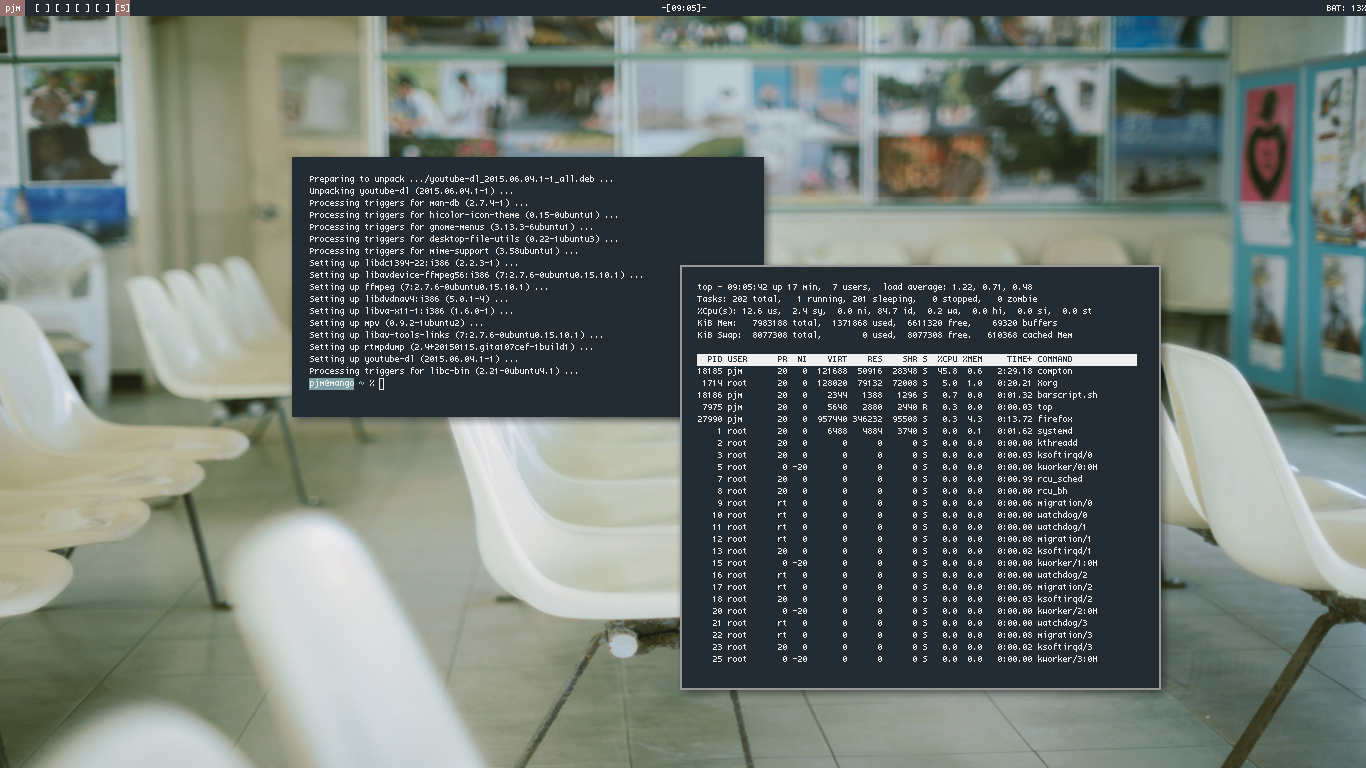 pjm [ ] [ ] [ ] [ ] [5] -[09:05]- BAT: 13%
Preparing to unpack .../youtube-dl_2015.06.04.1-1_all.deb ...
Unpacking youtube-dl (2015.06.04.1-1) ...
Processing triggers for man-db (2.7.4-1) ...
Processing triggers for hicolor-icon-theme (0.15-0ubuntu1) ...
Processing triggers for gnome-menus (3.13.3-6ubuntu1) ...
Processing triggers for desktop-file-utils (0.22-1ubuntu3) ...
Processing triggers for mime-support (3.58ubuntu1) ...
Setting up libdc1394-22:i386 (2.2.3-1) ...
Setting up libavdevice-ffmpeg56:i386 (7:2.7.6-0ubuntu0.15.10.1) ...
Setting up ffmpeg (7:2.7.6-0ubuntu0.15.10.1) ...
Setting up libdvdnav4:i386 (5.0.1-4) ...
Setting up libva-x11-1:i386 (1.6.0-1) ...
Setting up mpv (0.9.2-1ubuntu2) ...
Setting up libav-tools-links (7:2.7.6-0ubuntu0.15.10.1) ...
Setting up rtmpdump (2.4+20150115.gita107cef-1build1) ...
Setting up youtube-dl (2015.06.04.1-1) ...
Processing triggers for libc-bin (2.21-0ubuntu4.1) ...
pjm@mango ~ %
top - 09:05:42 up 17 min, 7 users, load average: 1.22, 0.71, 0.48
Tasks: 202 total, 1 running, 201 sleeping, 0 stopped, 0 zombie
%Cpu(s): 12.6 us, 2.4 sy, 0.0 ni, 84.7 id, 0.2 wa, 0.0 hi, 0.0 si, 0.0 st
KiB Mem: 7983188 total, 1371868 used, 6611320 free, 69320 buffers
KiB Swap: 8077308 total, 0 used, 8077308 free. 610368 cached Mem
PID USER PR NI VIRT RES SHR S %CPU %MEM TIME+ COMMAND
18185 pjm 20 0 121688 50916 28348 S 45.8 0.6 2:29.18 compton
1714 root 20 0 128020 79132 72008 S 5.0 1.0 0:20.21 Xorg
18186 pjm 20 0 2344 1388 1296 S 0.7 0.0 0:01.32 barscript.sh
7975 pjm 20 0 5648 2880 2440 R 0.3 0.0 0:00.03 top
27990 pjm 20 0 957440 346232 95508 S 0.3 4.3 0:13.72 firefox
1 root 20 0 6488 4884 3740 S 0.0 0.1 0:01.62 systemd
2 root 20 0 0 0 0 S 0.0 0.0 0:00.00 kthreadd
3 root 20 0 0 0 0 S 0.0 0.0 0:00.03 ksoftirqd/0
5 root 0 -20 0 0 0 S 0.0 0.0 0:00.00 kworker/0:0H
7 root 20 0 0 0 0 S 0.0 0.0 0:00.99 rcu_sched
8 root 20 0 0 0 0 S 0.0 0.0 0:00.00 rcu_bh
9 root rt 0 0 0 0 S 0.0 0.0 0:00.06 migration/0
10 root rt 0 0 0 0 S 0.0 0.0 0:00.00 watchdog/0
11 root rt 0 0 0 0 S 0.0 0.0 0:00.00 watchdog/1
12 root rt 0 0 0 0 S 0.0 0.0 0:00.08 migration/1
13 root 20 0 0 0 0 S 0.0 0.0 0:00.02 ksoftirqd/1
15 root 0 -20 0 0 0 S 0.0 0.0 0:00.00 kworker/1:0H
16 root rt 0 0 0 0 S 0.0 0.0 0:00.00 watchdog/2
17 root rt 0 0 0 0 S 0.0 0.0 0:00.06 migration/2
18 root 20 0 0 0 0 S 0.0 0.0 0:00.03 ksoftirqd/2
20 root 0 -20 0 0 0 S 0.0 0.0 0:00.00 kworker/2:0H
21 root rt 0 0 0 0 S 0.0 0.0 0:00.00 watchdog/3
22 root rt 0 0 0 0 S 0.0 0.0 0:00.08 migration/3
23 root 20 0 0 0 0 S 0.0 0.0 0:00.02 ksoftirqd/3
25 root 0 -20 0 0 0 S 0.0 0.0 0:00.00 kworker/3:0H